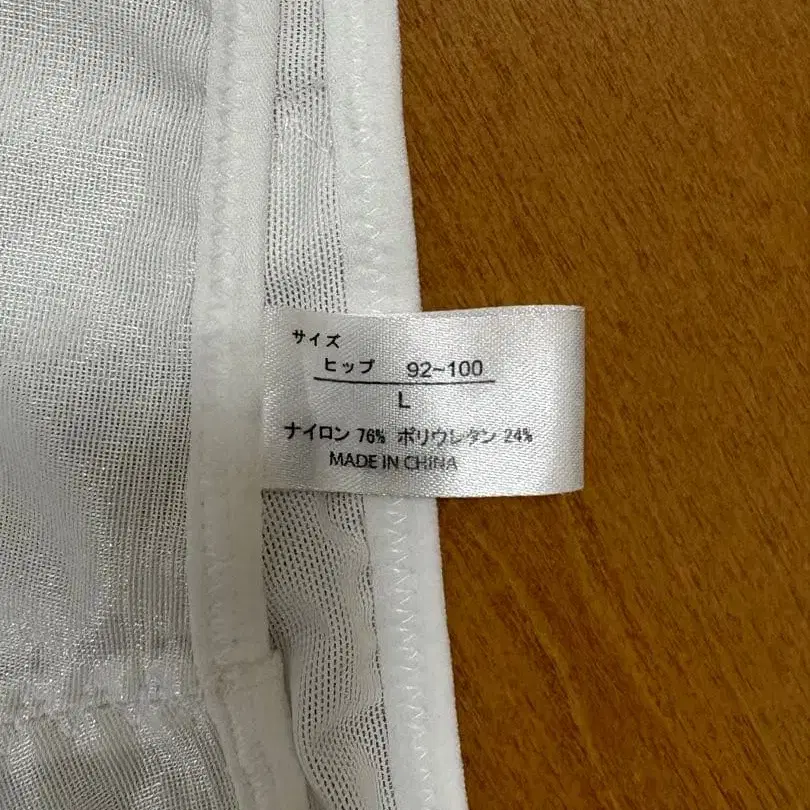 サイズ
ヒップ 92~100
L
ナイロン 76% ポリウレタン 24%
MADE IN CHINA